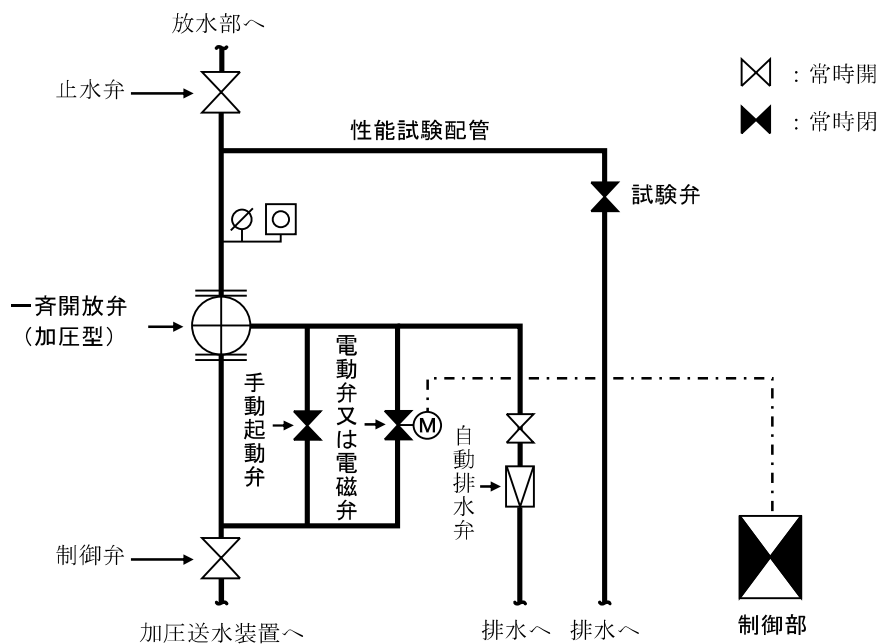 放水部へ
止水弁
：常時開
：常時閉
性能試験配管
試験弁
一斉開放弁
（加圧型）
手動起動弁
電動弁又は電磁弁
M
自動排水弁
制御弁
制御部
加圧送水装置へ
排水へ
排水へ